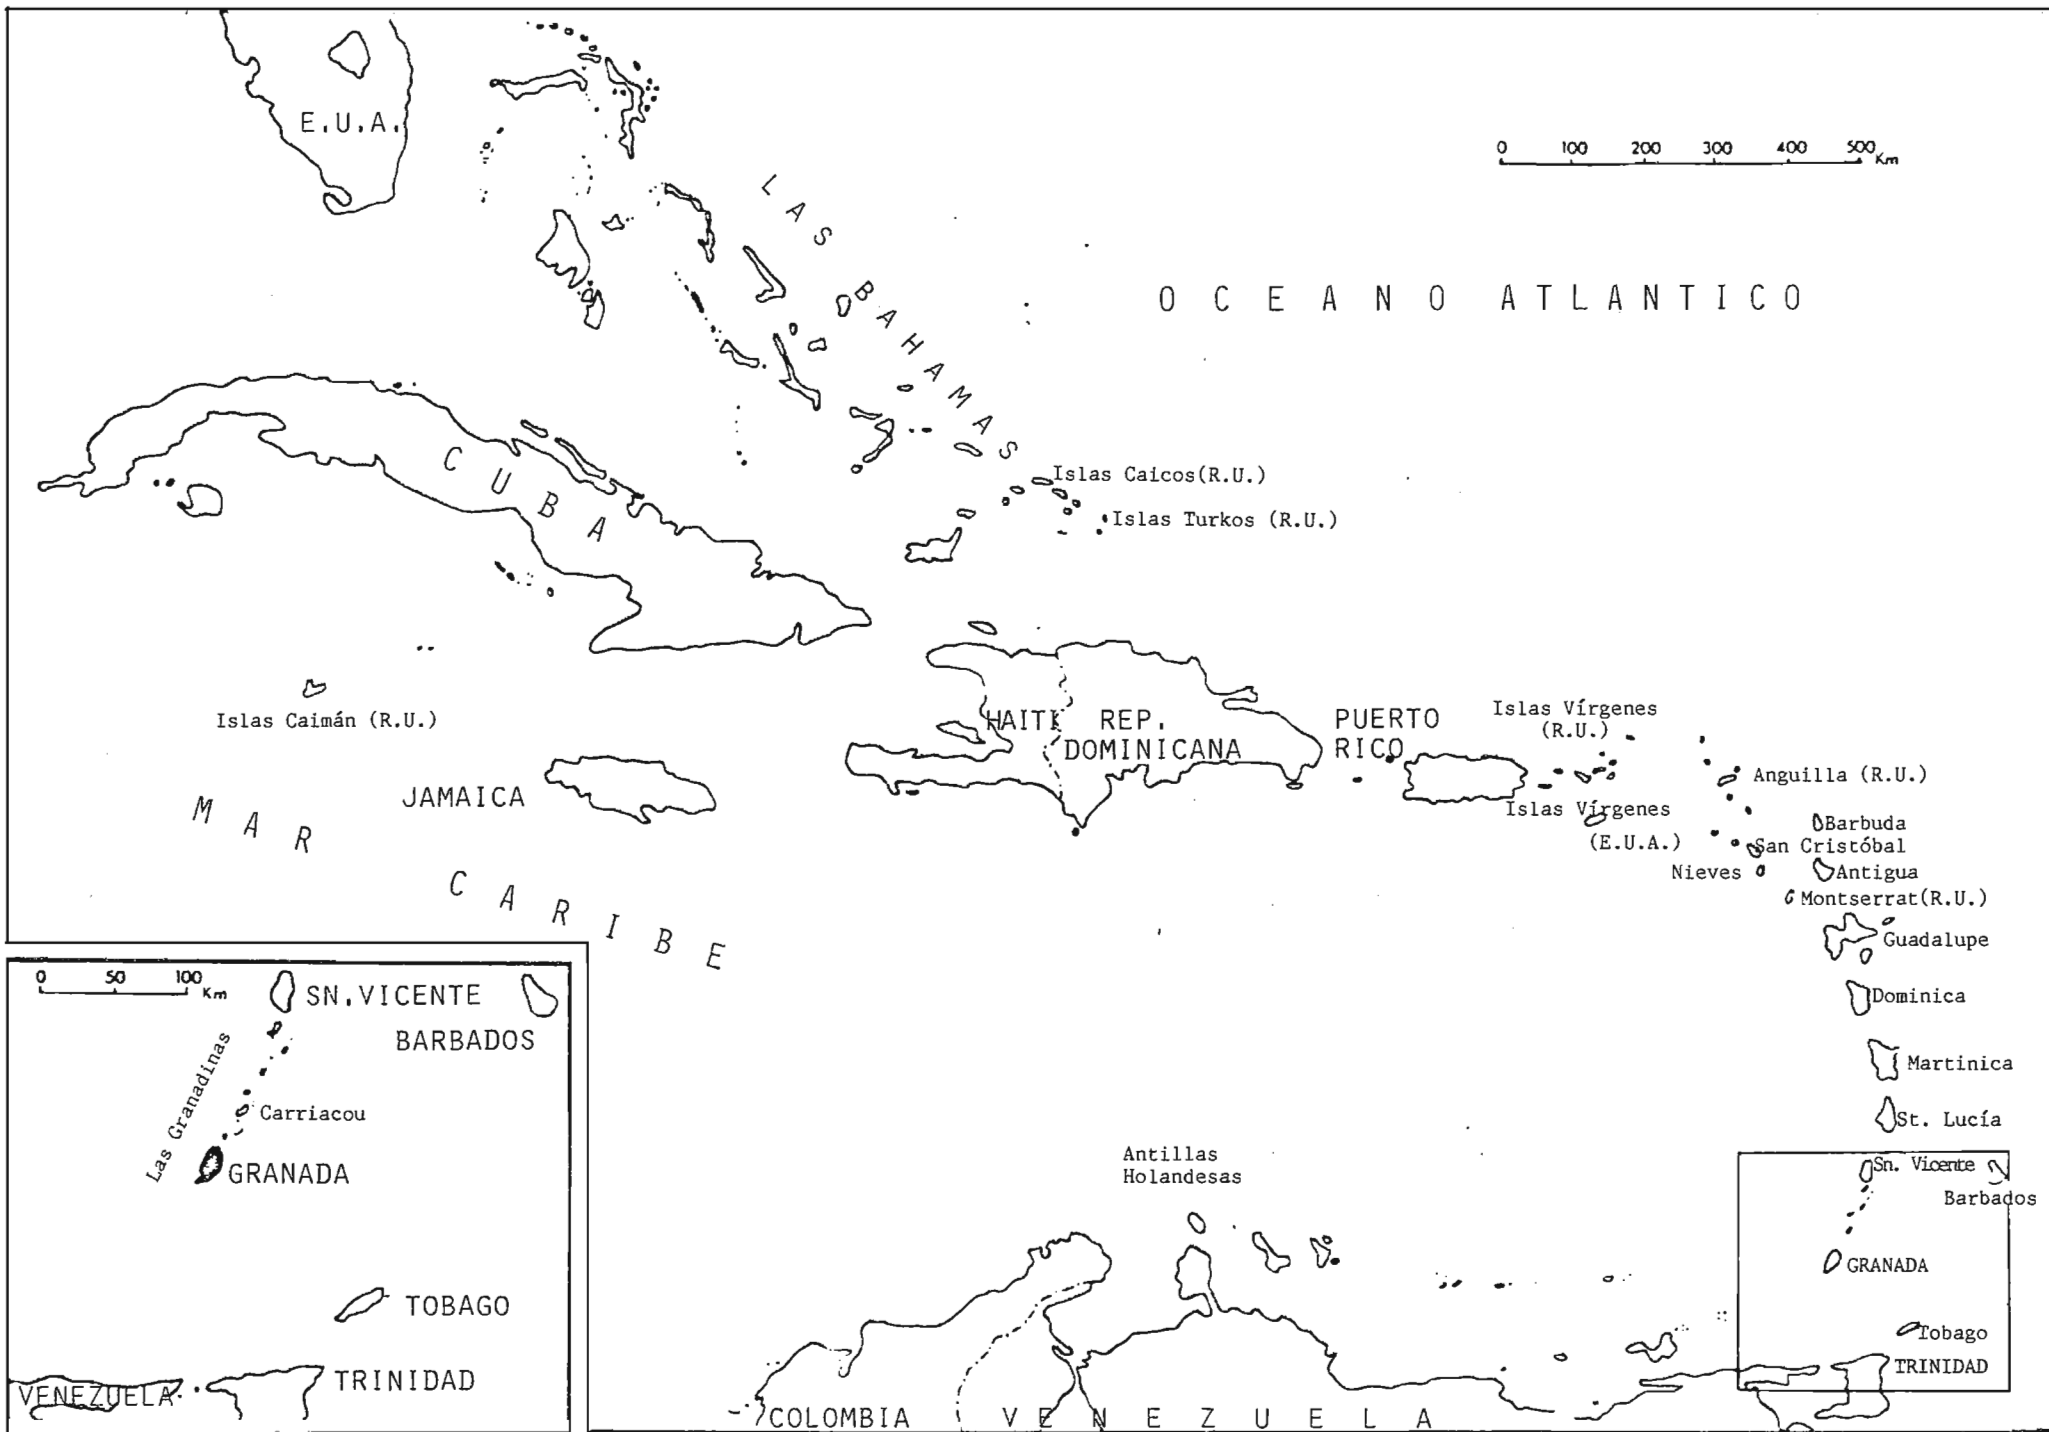 E.U.A.
0 100 200 300 400 500 Km
LAS BAHAMAS
OCEANO ATLANTICO
CUBA
Islas Caicos(R.U.)
Islas Turkos (R.U.)
Islas Caimán (R.U.)
HAITI
REP.
DOMINICANA
PUERTO
RICO
Islas Vírgenes
(R.U.)
JAMAICA
Anguilla (R.U.)
Islas Vírgenes
(E.U.A.)
Barbuda
San Cristóbal
Nieves
Antigua
Montserrat(R.U.)
MAR CARIBE
Guadalupe
Dominica
Martinica
St. Lucía
Antillas
Holandesas
Sn. Vicente
Barbados
GRANADA
Tobago
TRINIDAD
COLOMBIA
VENEZUELA
0 50 100 Km
SN.VICENTE
BARBADOS
Las Granadinas
Carriacou
GRANADA
TOBAGO
TRINIDAD
VENEZUELA